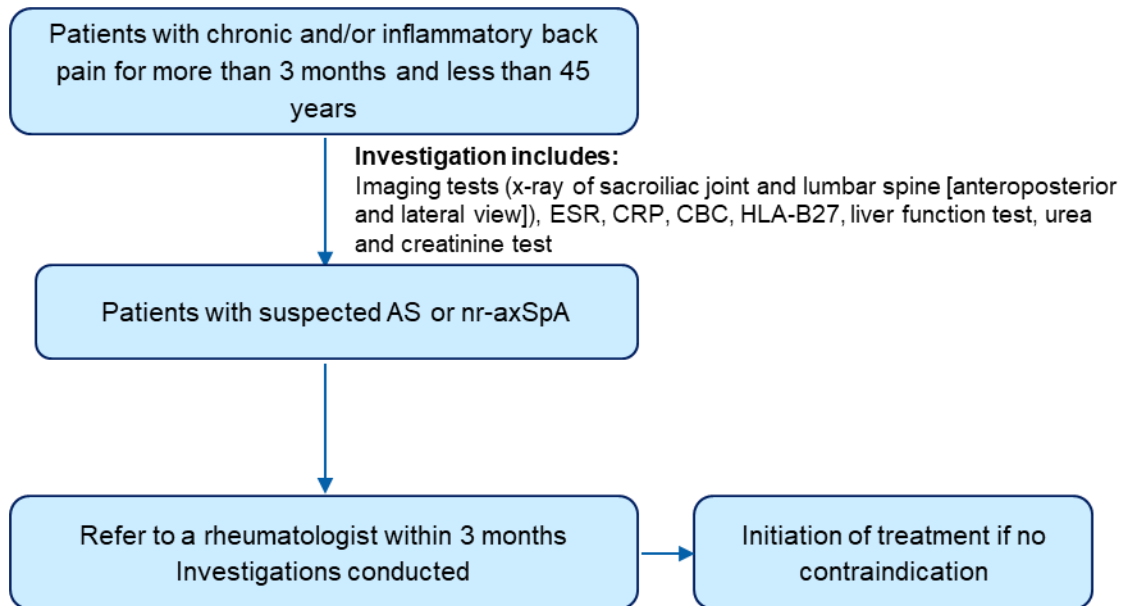 Patients with chronic and/or inflammatory back
pain for more than 3 months and less than 45
years
Investigation includes:
Imaging tests (x-ray of sacroiliac joint and lumbar spine [anteroposterior
and lateral view]), ESR, CRP, CBC, HLA-B27, liver function test, urea
and creatinine test
Patients with suspected AS or nr-axSpA
Refer to a rheumatologist within 3 months
Investigations conducted
Initiation of treatment if no
contraindication